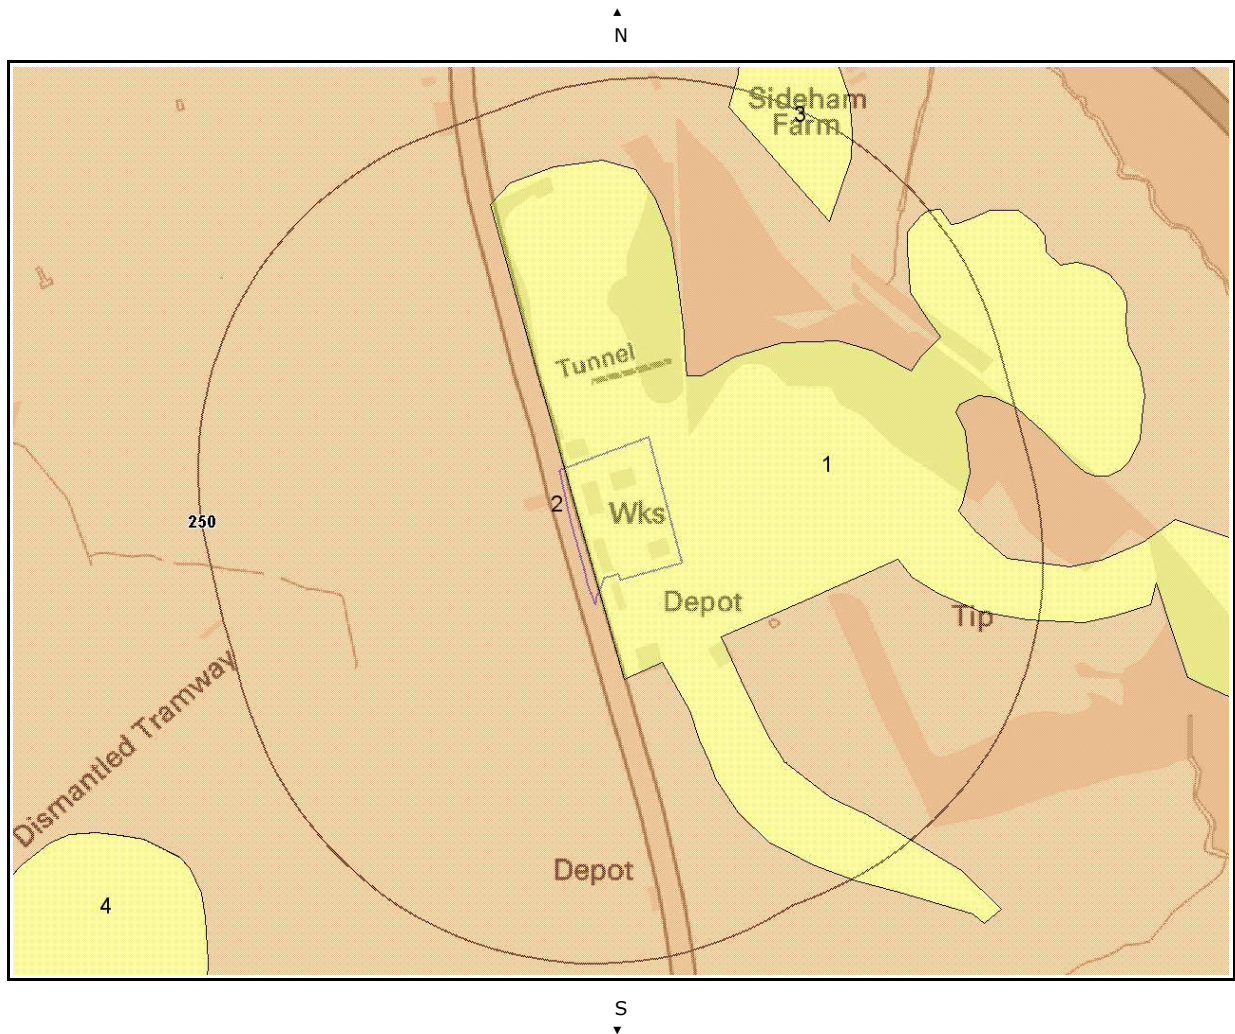 N
Sideham
3
Farm
Tunnel
1
2
Wks
250
Depot
Tip
Dismantled Tramway
Depot
4
S